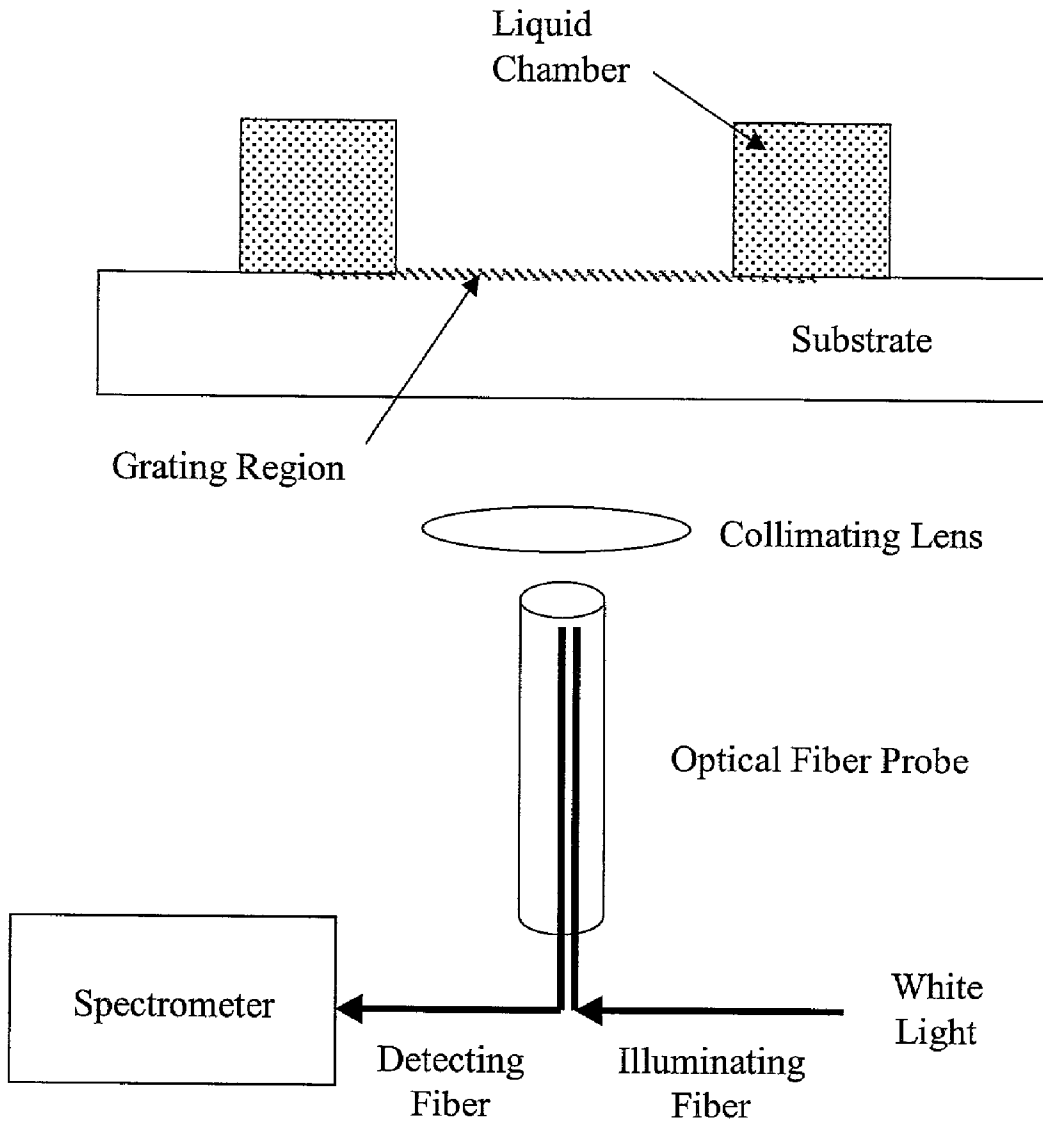 Liquid
Chamber
Substrate
Grating Region
Collimating Lens
Optical Fiber Probe
Spectrometer
White
Light
Detecting
Fiber
Illuminating
Fiber